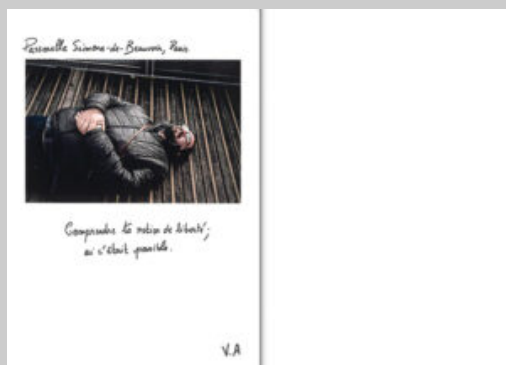 Passerelle Simone-de-Beauvoir, Paris
Comprendre la notion de liberté;
si c'était possible.
V.A